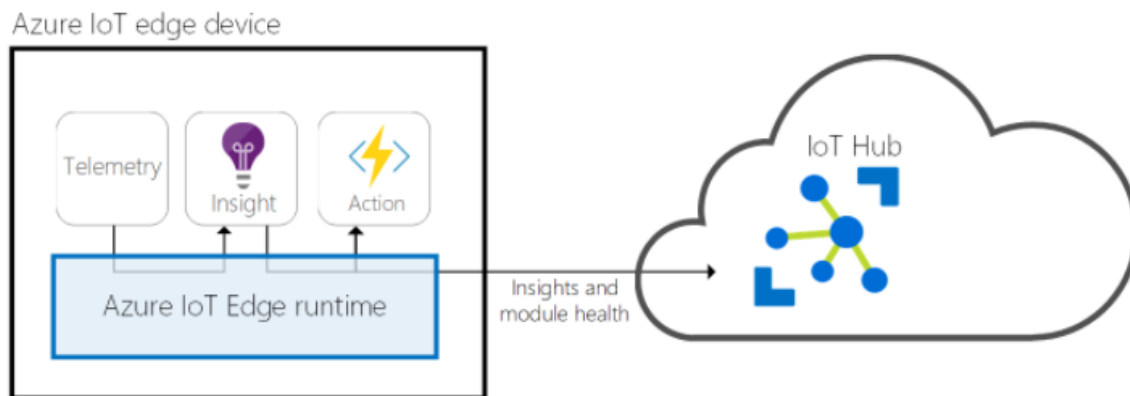 Azure IoT edge device
Telemetry
Insight
Action
Azure IoT Edge runtime
Insights and
module health
IoT Hub